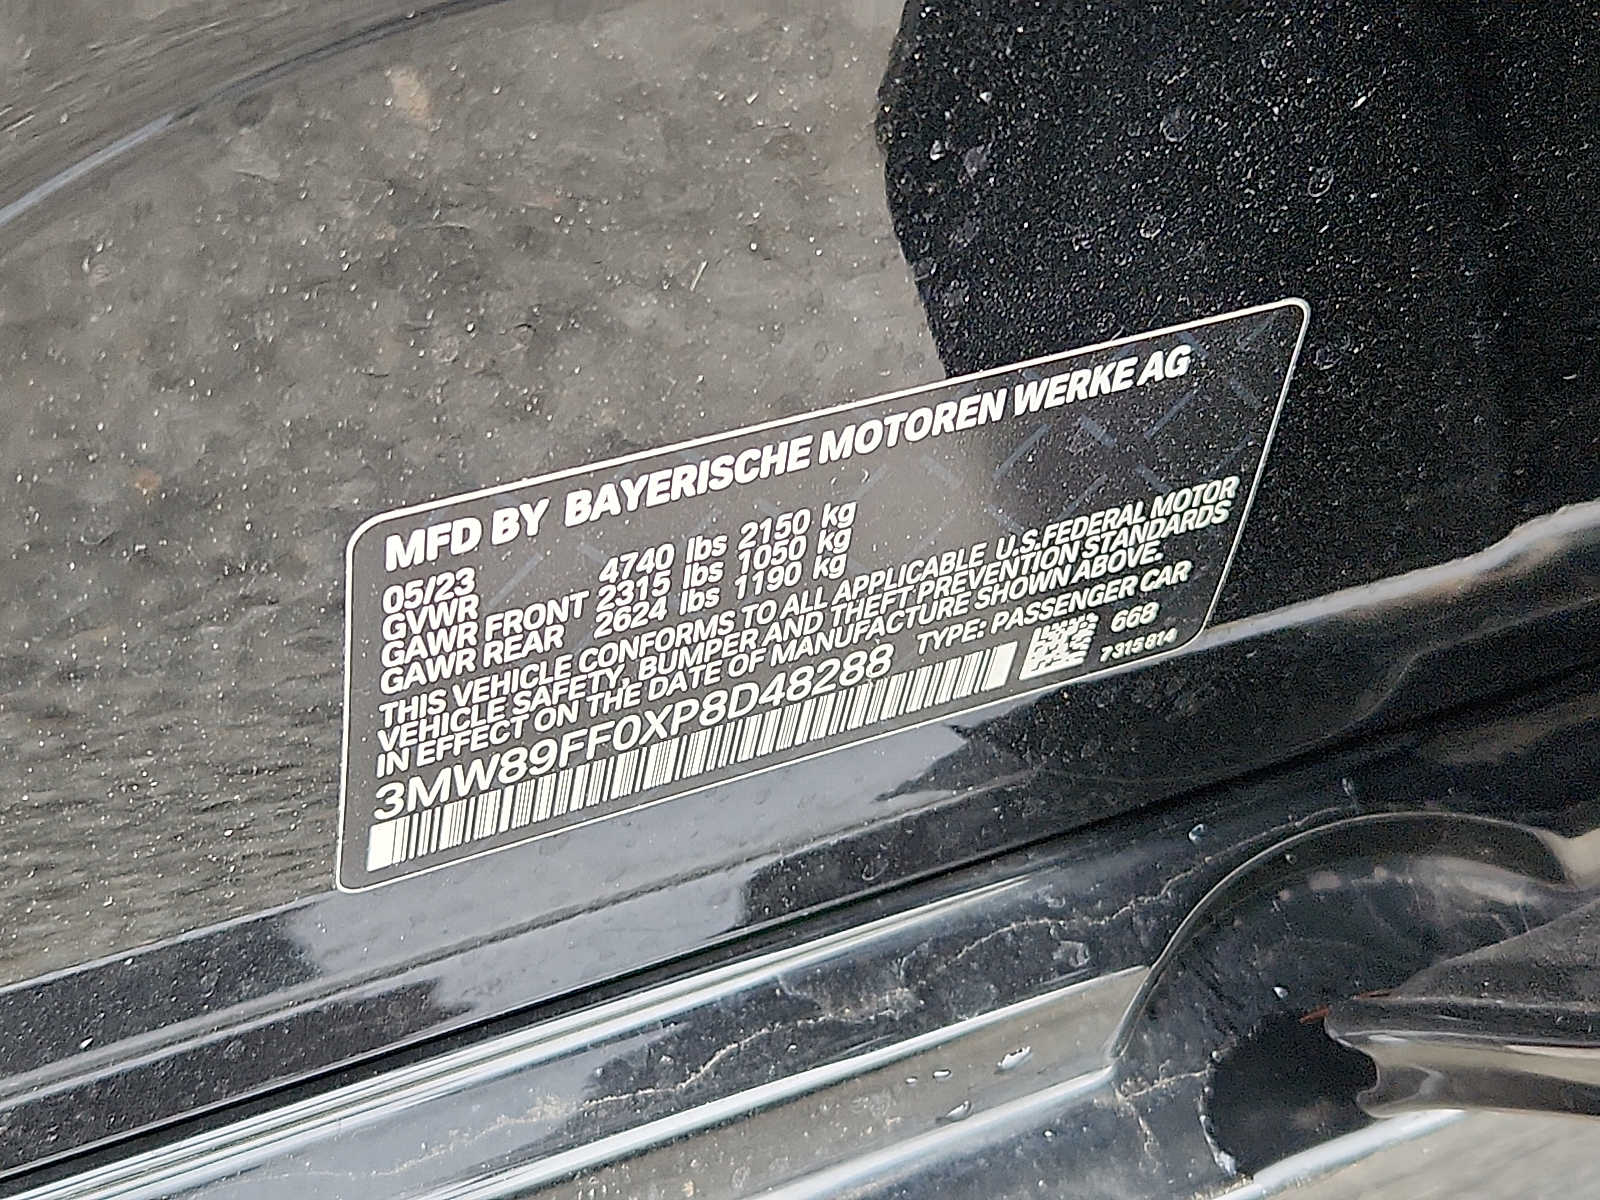 MFD BY BAYERISCHE MOTOREN WERKE AG
05/23
GVWR 4740 lbs 2150 kg
GAWR FRONT 2315 lbs 1050 kg
GAWR REAR 2624 lbs 1190 kg
THIS VEHICLE CONFORMS TO ALL APPLICABLE U.S.FEDERAL MOTOR
VEHICLE SAFETY, BUMPER AND THEFT PREVENTION STANDARDS
IN EFFECT ON THE DATE OF MANUFACTURE SHOWN ABOVE.
3MW89FF0XP8D48288 TYPE: PASSENGER CAR
668
7315614